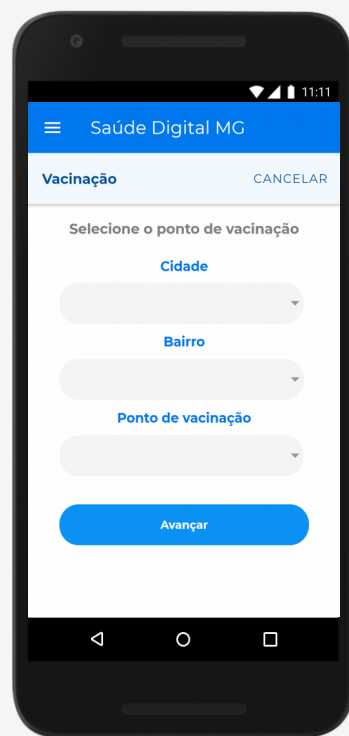 11:11
Saúde Digital MG
Vacinação CANCELAR
Selecione o ponto de vacinação
Cidade
Bairro
Ponto de vacinação
Avançar